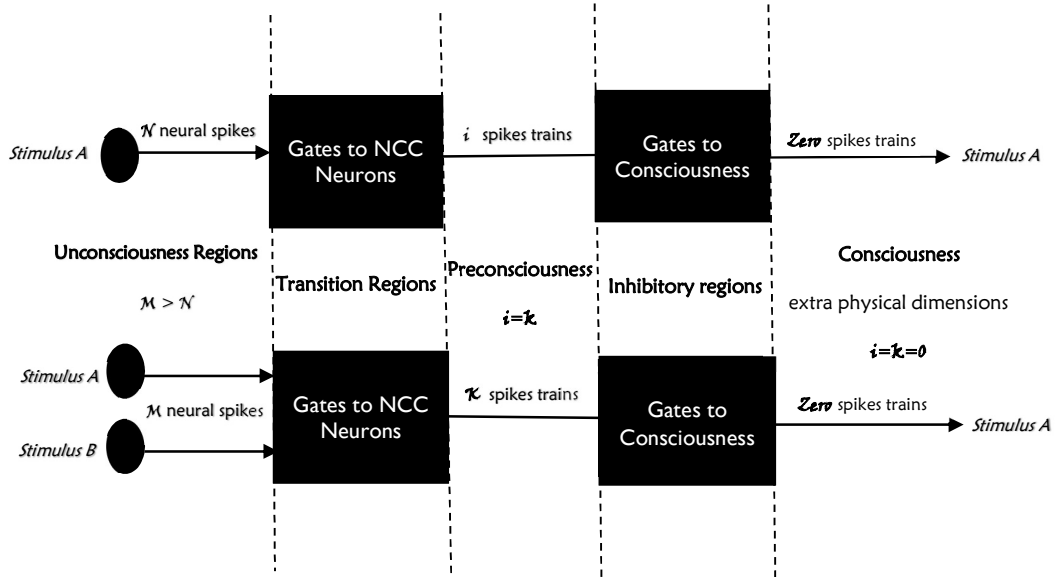 Stimulus A
N neural spikes
Gates to NCC
Neurons
i spikes trains
Gates to
Consciousness
Zero spikes trains
Stimulus A
Unconsciousness Regions
M > N
Transition Regions
Preconsciousness
i=k
Inhibitory regions
Consciousness
extra physical dimensions
i=k=0
Stimulus A
M neural spikes
Stimulus B
Gates to NCC
Neurons
K spikes trains
Gates to
Consciousness
Zero spikes trains
Stimulus A